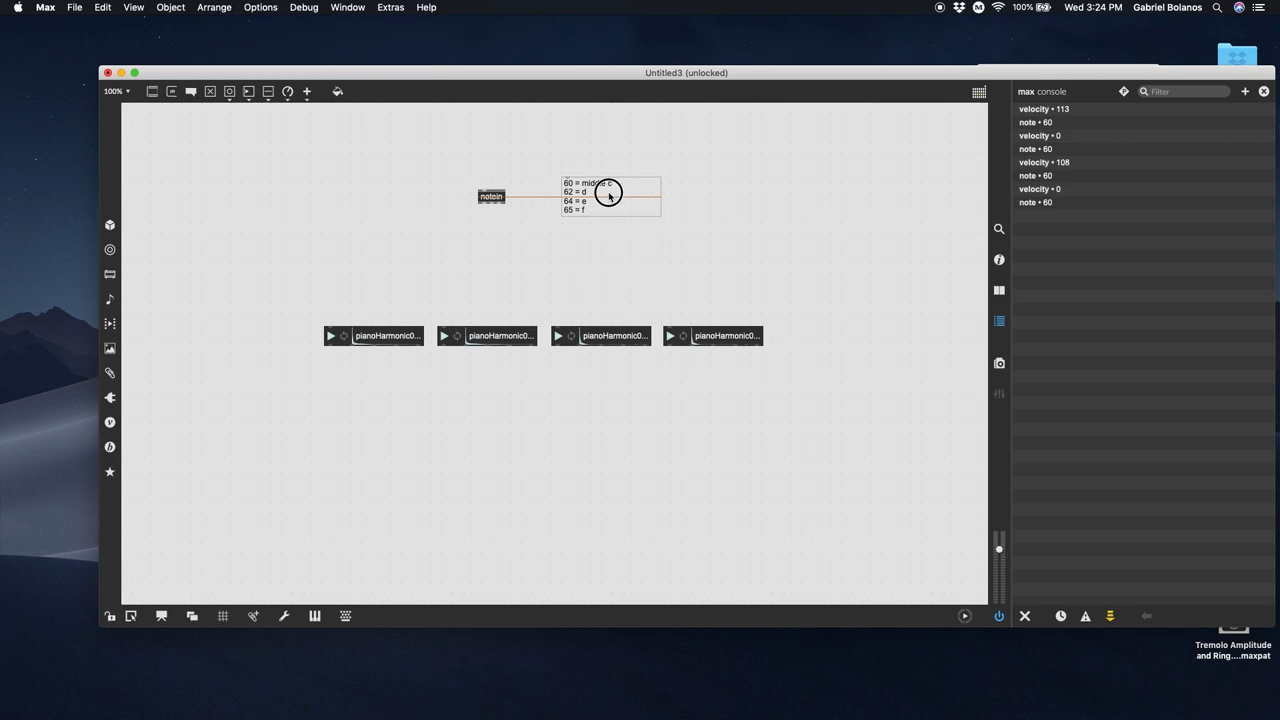 Max File Edit View Object Arrange Options Debug Window Extras Help
100% Wed 3:24 PM Gabriel Bolanos
Untitled3 (unlocked)
100%
max console
Filter
velocity • 113
note • 60
velocity • 0
note • 60
velocity • 108
note • 60
velocity • 0
note • 60
notein
60 = middle c
62 = d
64 = e
65 = f
pianoHarmonic0... pianoHarmonic0... pianoHarmonic0... pianoHarmonic0...
Tremolo Amplitude
and Ring....maxpat